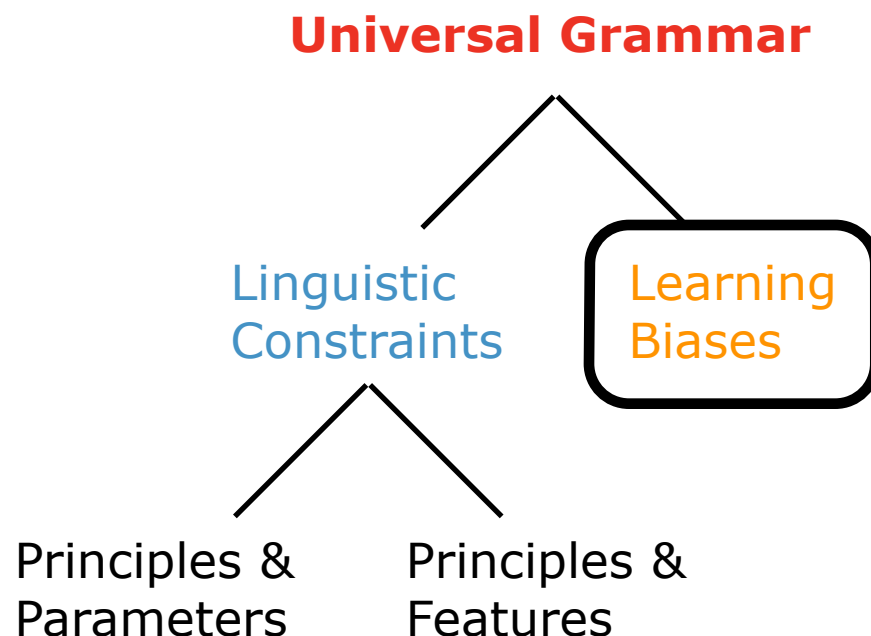 Universal Grammar
Linguistic
Constraints
Learning
Biases
Principles &
Parameters
Principles &
Features